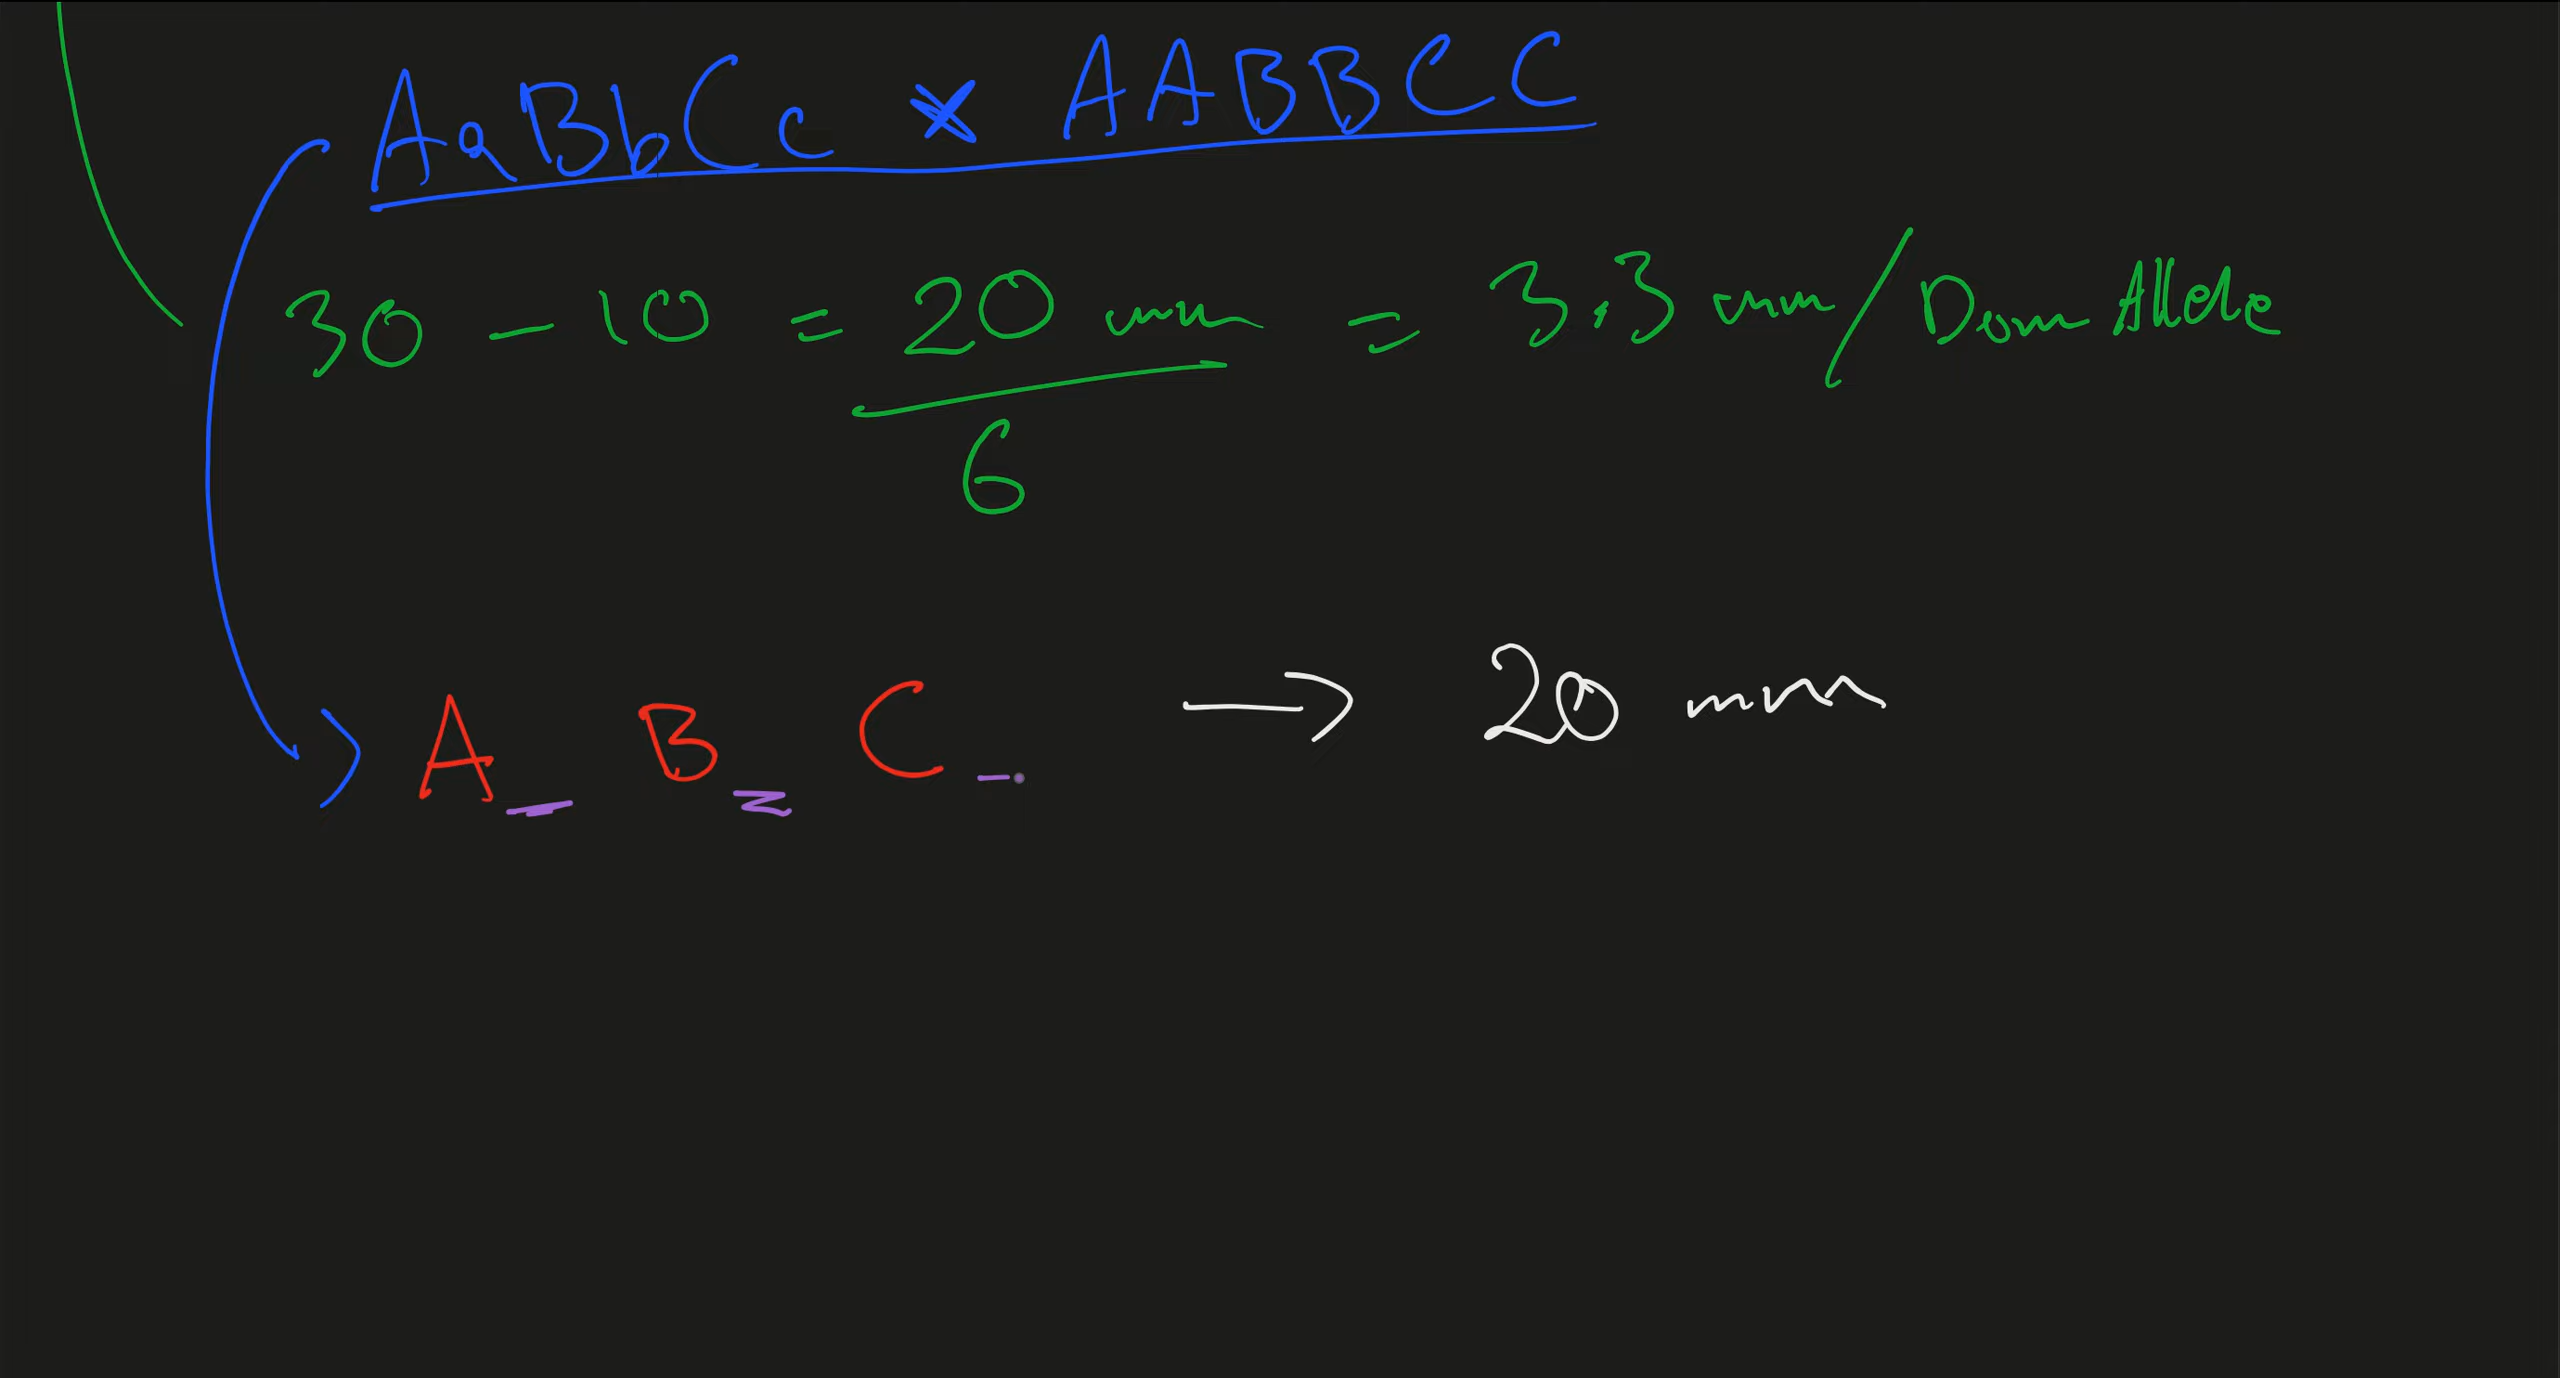 AaBbCc × AABBCC
30 - 10 = 20 mm / 6 = 3.3 mm/Dom Allele
A_ B_ C_ → 20 mm